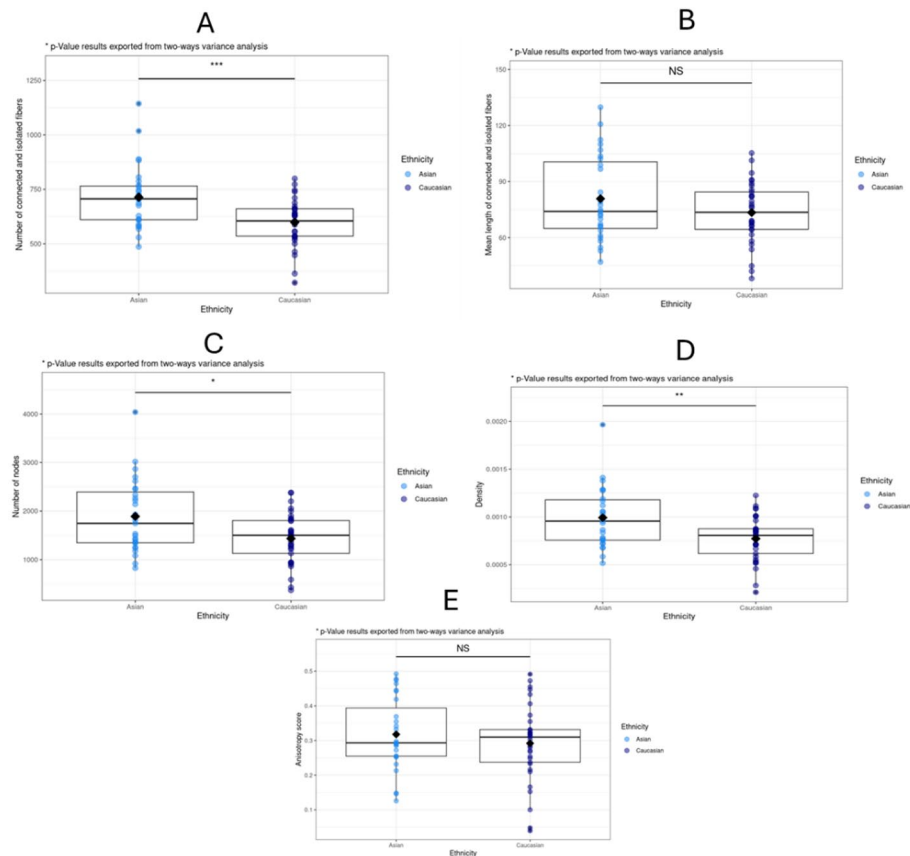 A
* p-Value results exported from two-ways variance analysis
***
Number of connected and isolated fibers
1250
1000
750
500
Asian
Caucasian
Ethnicity
Ethnicity
Asian
Caucasian
B
* p-Value results exported from two-ways variance analysis
NS
Mean length of connected and isolated fibers
150
120
90
60
Asian
Caucasian
Ethnicity
Ethnicity
Asian
Caucasian
C
* p-Value results exported from two-ways variance analysis
*
Number of nodes
4000
3000
2000
1000
Asian
Caucasian
Ethnicity
Ethnicity
Asian
Caucasian
D
* p-Value results exported from two-ways variance analysis
**
Density
0.0020
0.0015
0.0010
0.0005
Asian
Caucasian
Ethnicity
Ethnicity
Asian
Caucasian
E
* p-Value results exported from two-ways variance analysis
NS
Anisotropy score
0.5
0.4
0.3
0.2
0.1
Asian
Caucasian
Ethnicity
Ethnicity
Asian
Caucasian